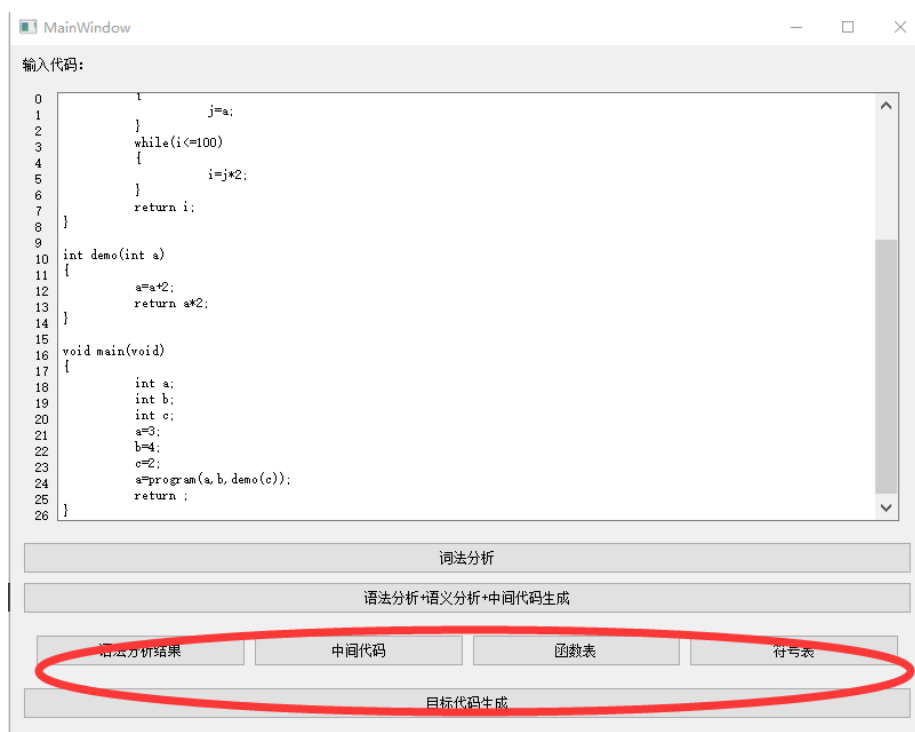 MainWindow
输入代码:
0
1 j=a;
2 }
3 while(i<=100)
4 {
5 i=j*2;
6 }
7 return i;
8 }
9
10 int demo(int a)
11 {
12 a=a+2;
13 return a*2;
14 }
15
16 void main(void)
17 {
18 int a;
19 int b;
20 int c;
21 a=3;
22 b=4;
23 c=2;
24 a=program(a,b,demo(c));
25 return ;
26 }
词法分析
语法分析+语义分析+中间代码生成
语法分析结果 中间代码 函数表 符号表
目标代码生成